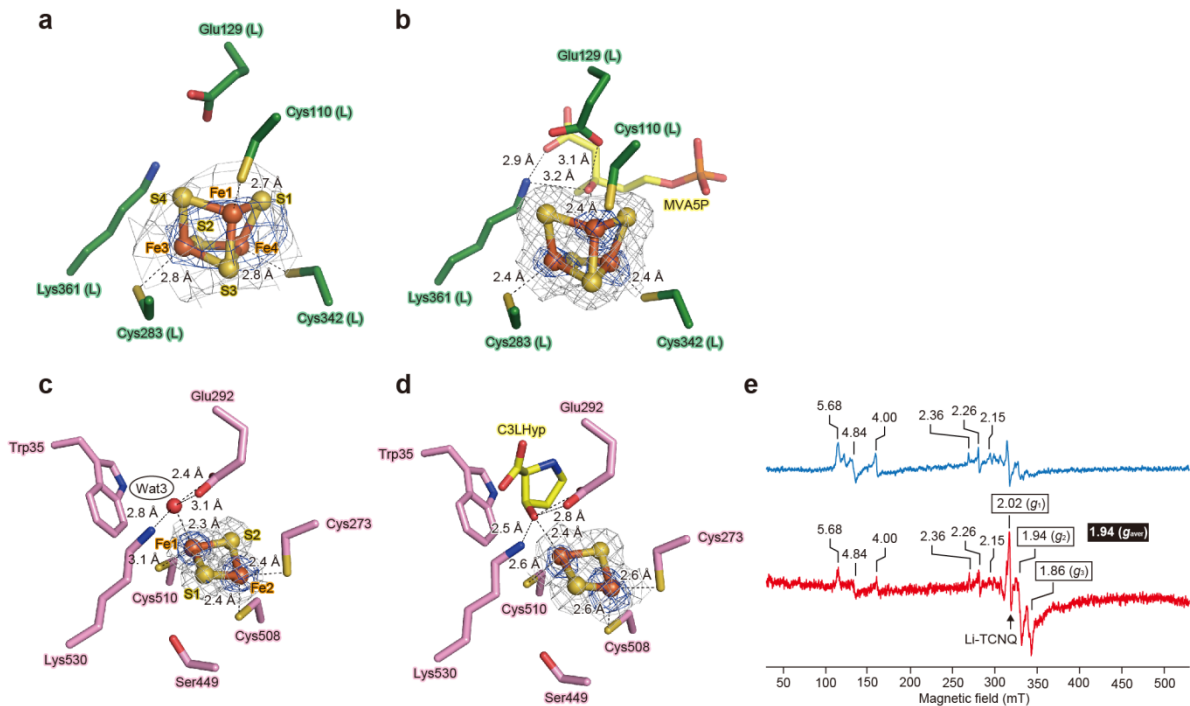 a
Glu129 (L)
Cys110 (L)
2.7 Å
Fe1
S4
S1
S2
Fe3
Fe4
2.8 Å
2.8 Å
S3
Lys361 (L)
Cys283 (L)
Cys342 (L)
b
Glu129 (L)
Cys110 (L)
2.9 Å
3.1 Å
3.2 Å
MVA5P
2.4 Å
2.4 Å
2.4 Å
Lys361 (L)
Cys283 (L)
Cys342 (L)
c
Glu292
Trp35
2.4 Å
Wat3
3.1 Å
2.8 Å
2.3 Å
S2
Cys273
Fe1
3.1 Å
2.4 Å
Cys510
S1
Fe2
2.4 Å
Cys508
Lys530
Ser449
d
Glu292
C3LHyp
Trp35
2.5 Å
2.8 Å
2.4 Å
Cys273
2.6 Å
2.6 Å
Cys510
2.6 Å
Cys508
Lys530
Ser449
e
5.68
4.84
4.00
2.36
2.26
2.15
2.02 (g1)
1.94 (g2)
1.94 (gaver)
1.86 (g3)
5.68
4.84
4.00
2.36
2.26
2.15
Li-TCNQ
50 100 150 200 250 300 350 400 450 500
Magnetic field (mT)